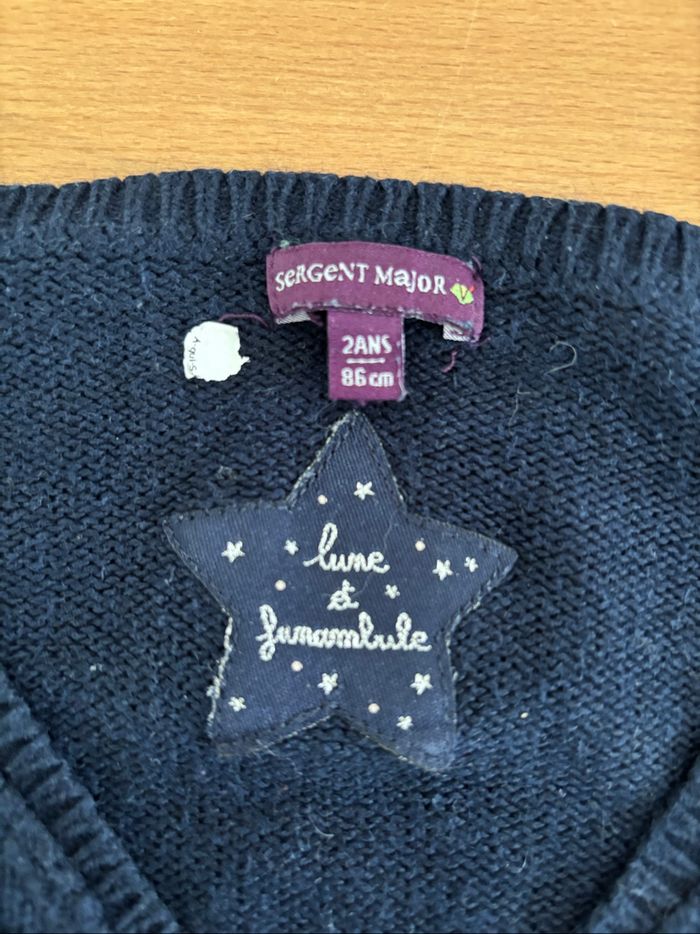 SERGENT MAJOR
2ANS
86 cm
lune
&
funambule